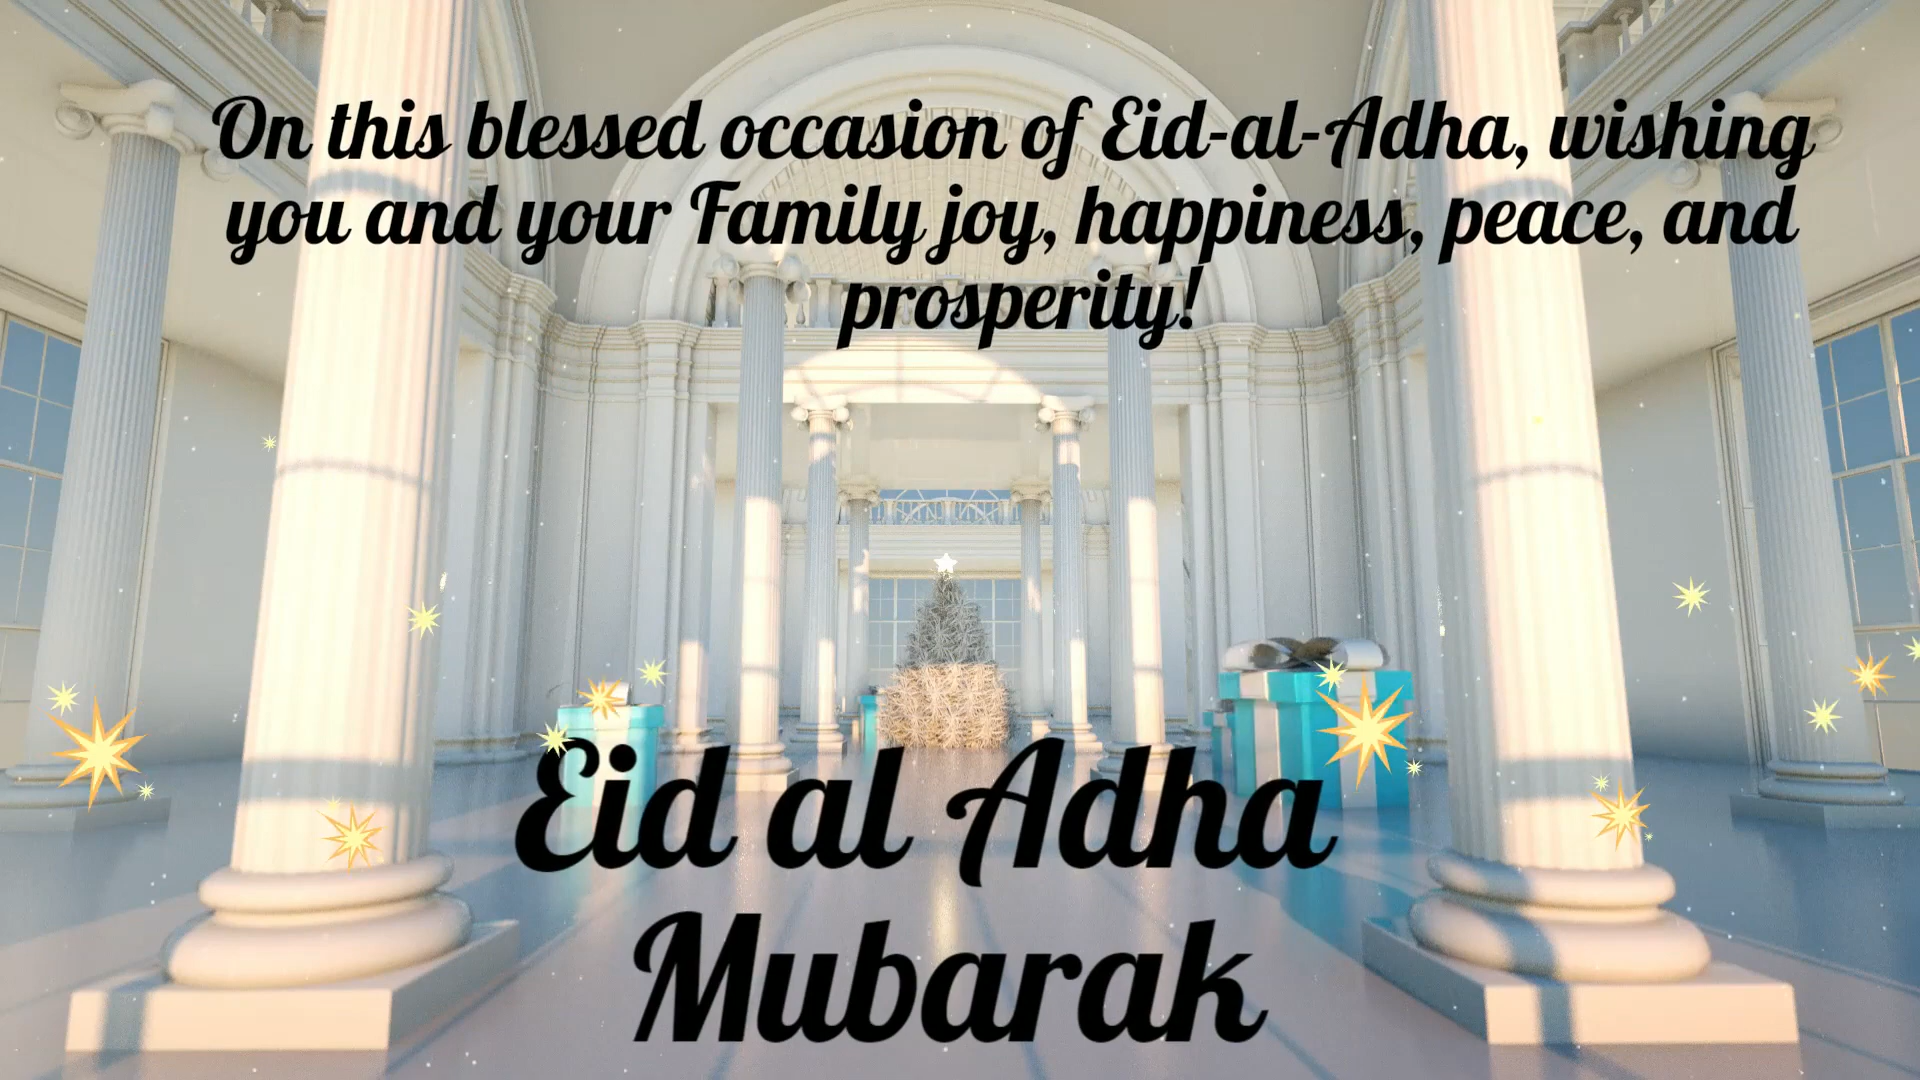 On this blessed occasion of Eid-al-Adha, wishing
you and your Family joy, happiness, peace, and
prosperity!
Eid al Adha
Mubarak